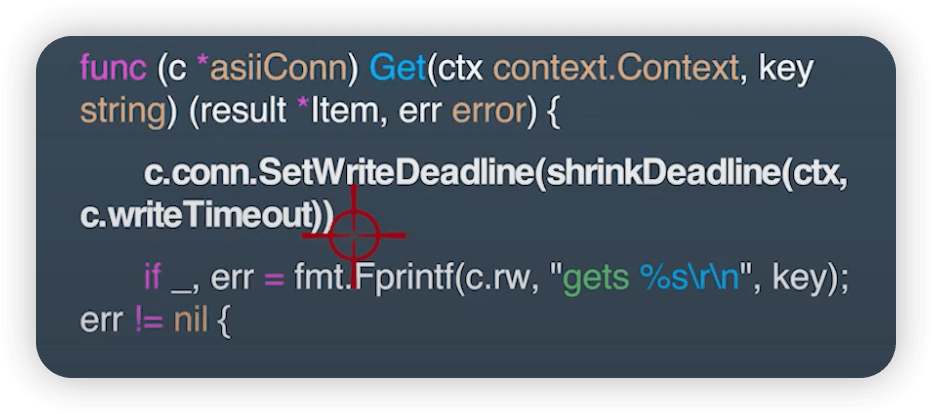 func (c *asiiConn) Get(ctx context.Context, key
string) (result *Item, err error) {
c.conn.SetWriteDeadline(shrinkDeadline(ctx,
c.writeTimeout))
if _, err = fmt.Fprintf(c.rw, "gets %s\r\n", key);
err != nil {